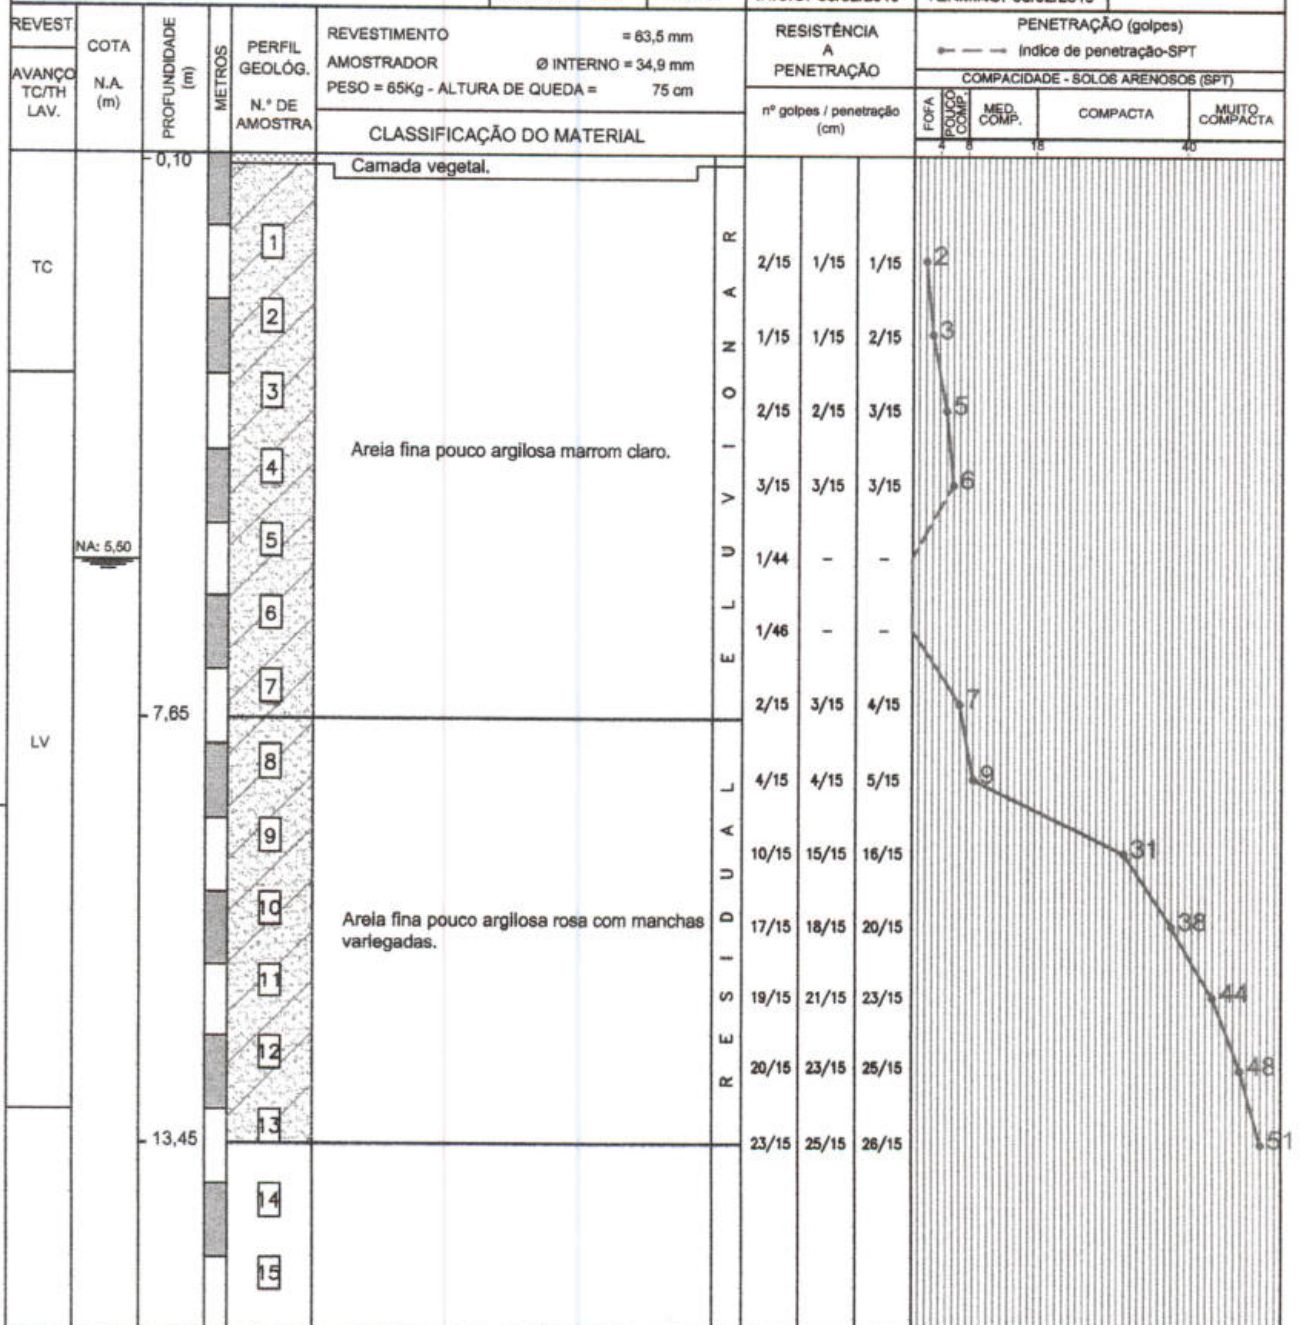 REVEST.
AVANÇO
TC/TH
LAV.
COTA
N.A.
(m)
PROFUNDIDADE
(m)
METROS
PERFIL
GEOLÓG.
N.º DE
AMOSTRA
REVESTIMENTO = 63,5 mm
AMOSTRADOR Ø INTERNO = 34,9 mm
PESO = 65Kg - ALTURA DE QUEDA = 75 cm
CLASSIFICAÇÃO DO MATERIAL
RESISTÊNCIA
A
PENETRAÇÃO
nº golpes / penetração
(cm)
PENETRAÇÃO (golpes)
índice de penetração-SPT
COMPACIDADE - SOLOS ARENOSOS (SPT)
FOFA
POUCO
COMP.
MED.
COMP.
COMPACTA
MUITO
COMPACTA
4 8 18 40
0,10
Camada vegetal.
TC
1 2/15 1/15 1/15 2
2 1/15 1/15 2/15 3
3 2/15 2/15 3/15 5
Areia fina pouco argilosa marrom claro.
4 3/15 3/15 3/15 6
NA: 5,50
5 1/44 – –
6 1/46 – –
7 2/15 3/15 4/15 7
ELUVIONAR
7,65
LV
8 4/15 4/15 5/15 9
9 10/15 15/15 16/15 31
Areia fina pouco argilosa rosa com manchas
variegadas.
10 17/15 18/15 20/15 38
11 19/15 21/15 23/15 44
12 20/15 23/15 25/15 48
13 23/15 25/15 26/15 51
RESIDUAL
13,45
14
15